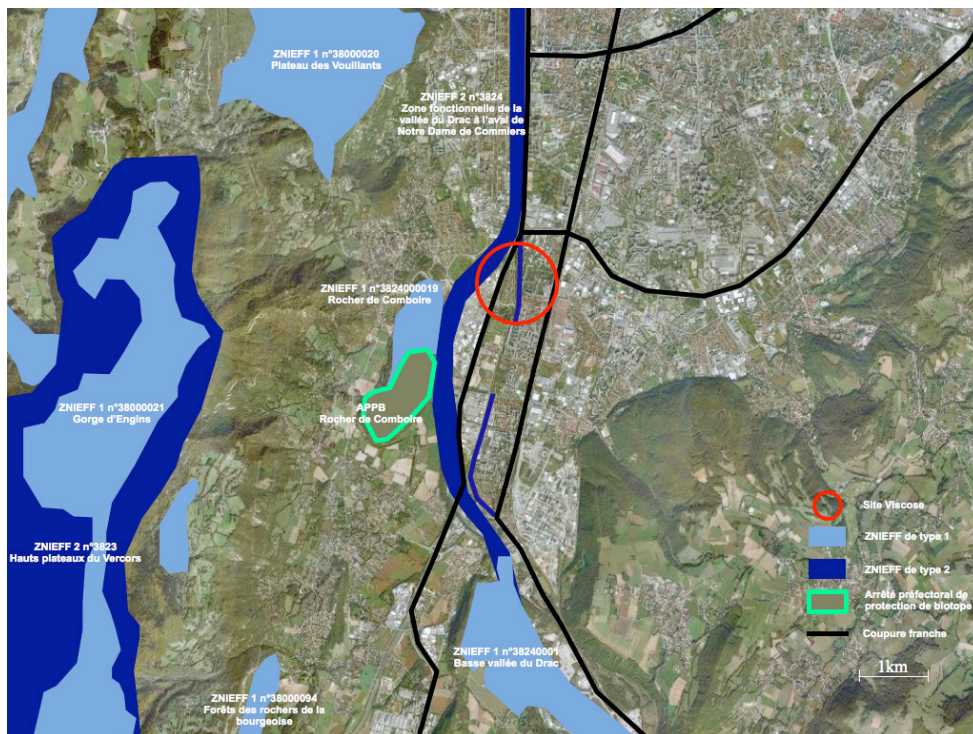 ZNIEFF 1 n°38000020
Plateau des Vouillants
ZNIEFF 2 n°3824
Zone fonctionnelle de la
vallée du Drac à l'aval de
Notre Dame de Commiers
ZNIEFF 1 n°3824000019
Rocher de Comboire
ZNIEFF 1 n°38000021
Gorge d'Engins
APPB
Rocher de Comboire
ZNIEFF 2 n°3823
Hauts plateaux du Vercors
ZNIEFF 1 n°38240001
Basse vallée du Drac
ZNIEFF 1 n°38000094
Forêts des rochers de la
bourgeoise
Site Viscose
ZNIEFF de type 1
ZNIEFF de type 2
Arrêté préfectoral de
protection de biotope
Coupure franche
1km